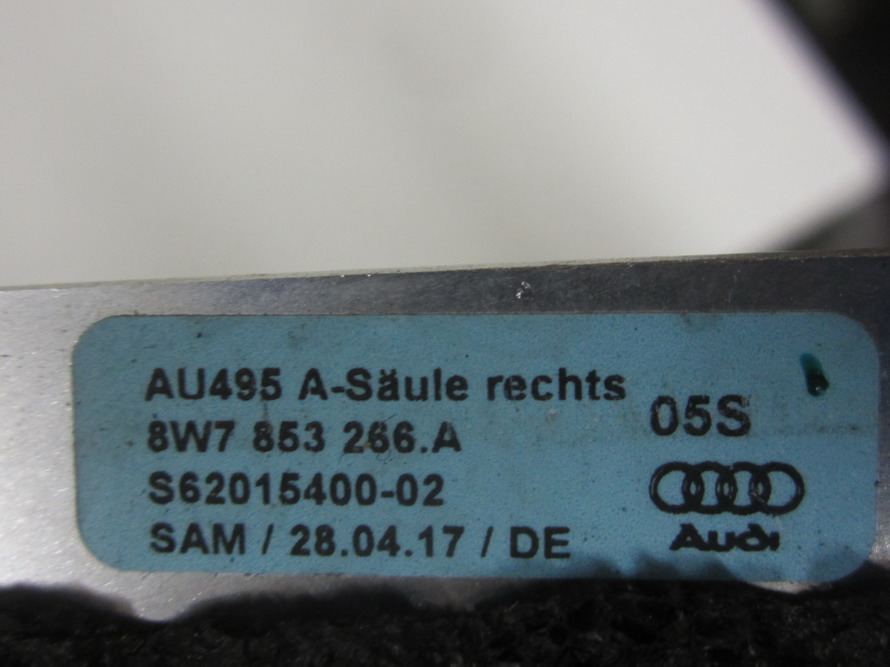 AU495 A-Säule rechts
8W7 853 266.A
05S
S62015400-02
SAM / 28.04.17 / DE
Audi